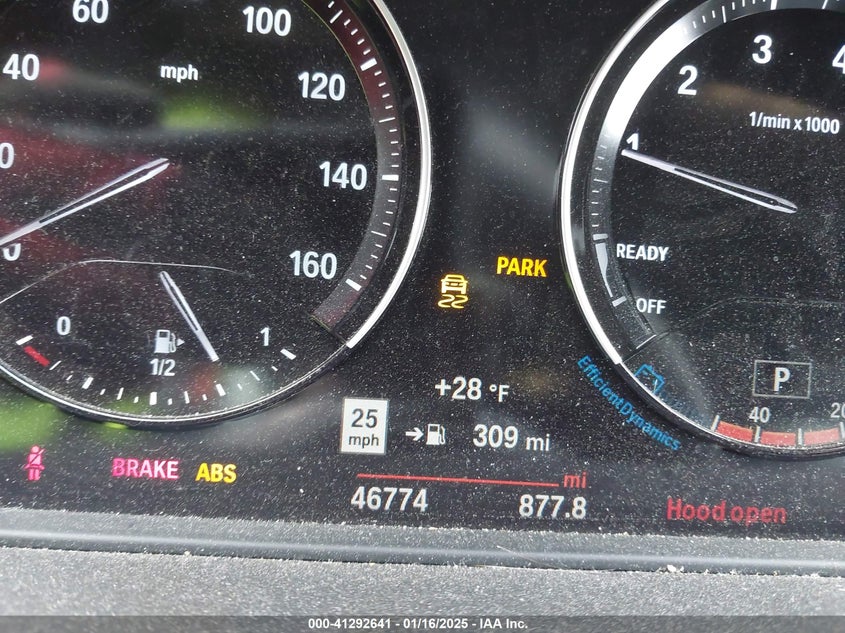 60
100
40
mph
120
140
160
0
0
1/2
1
PARK
+28 °F
25
mph
309 mi
mi
46774
877.8
BRAKE
ABS
1
2
3
4
1/min x 1000
READY
OFF
EfficientDynamics
P
40
20
Hood open
000-41292641 - 01/16/2025 - IAA Inc.